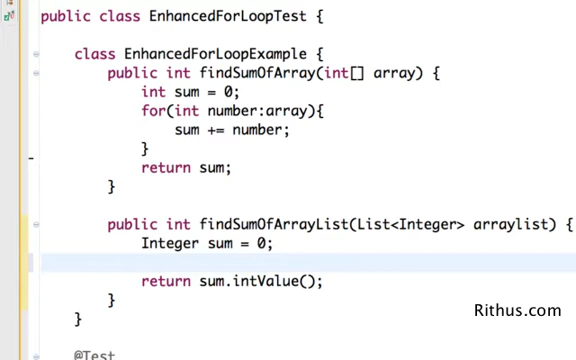 public class EnhancedForLoopTest {
class EnhancedForLoopExample {
public int findSumOfArray(int[] array) {
int sum = 0;
for(int number:array){
sum += number;
}
return sum;
}
public int findSumOfArrayList(List<Integer> arraylist) {
Integer sum = 0;
return sum.intValue();
}
}
Rithus.com
@Test